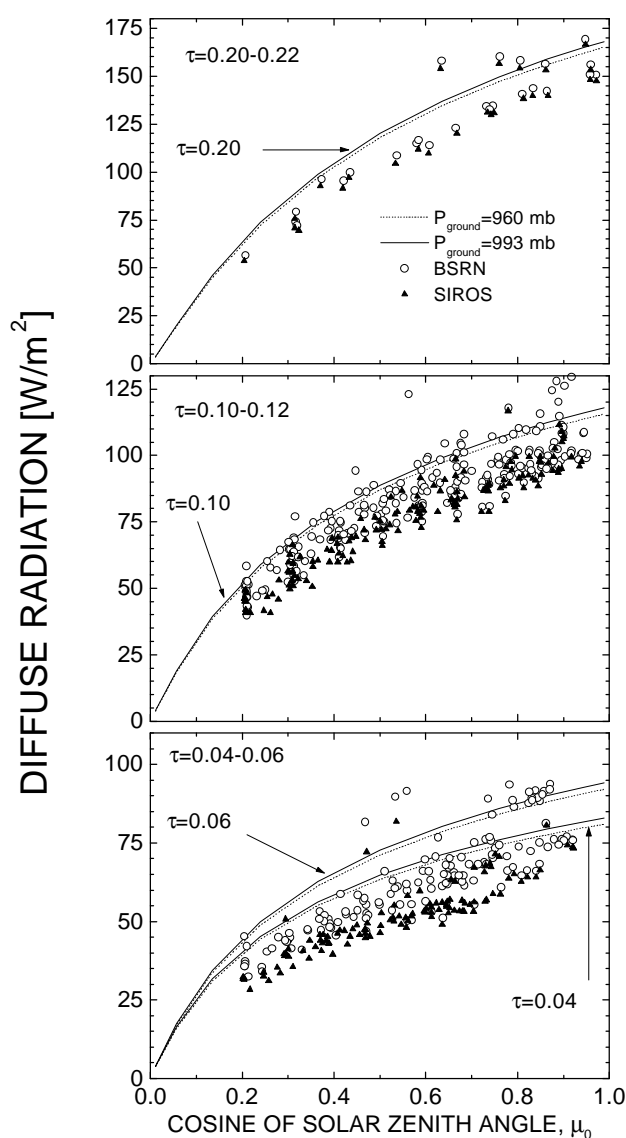 DIFFUSE RADIATION [W/m²]
175
150
125
100
75
50
25
0
τ=0.20-0.22
τ=0.20
P_ground=960 mb
P_ground=993 mb
BSRN
SIROS
125
100
75
50
25
0
τ=0.10-0.12
τ=0.10
100
75
50
25
0
τ=0.04-0.06
τ=0.06
τ=0.04
0.0 0.2 0.4 0.6 0.8 1.0
COSINE OF SOLAR ZENITH ANGLE, μ₀